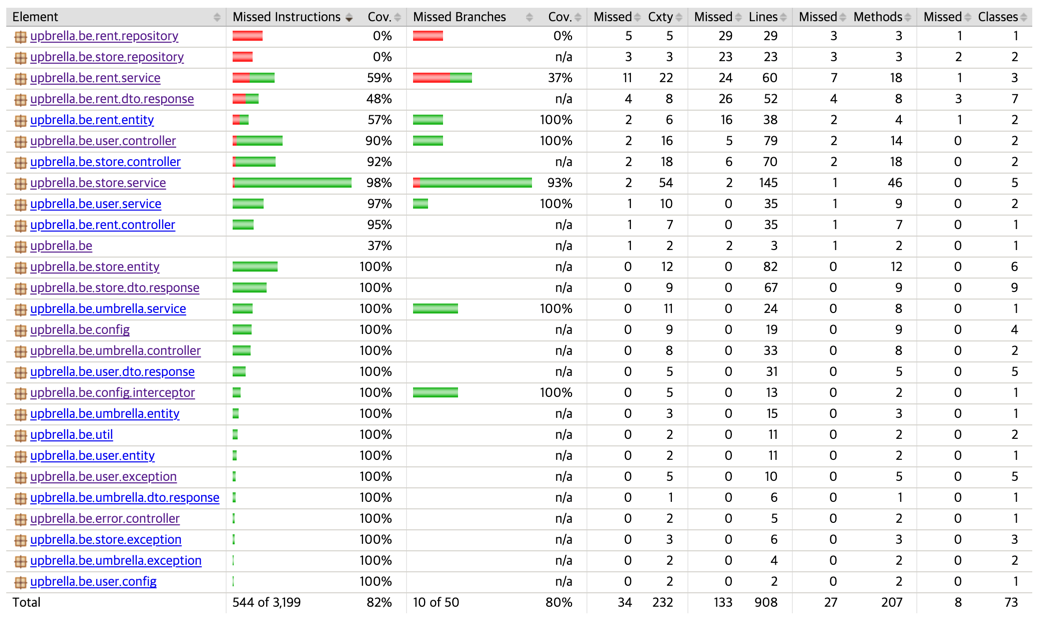 Element Missed Instructions Cov. Missed Branches Cov. Missed Cxty Missed Lines Missed Methods Missed Classes
upbrella.be.rent.repository 0% 0% 5 5 29 29 3 3 1 1
upbrella.be.store.repository 0% n/a 3 3 23 23 3 3 2 2
upbrella.be.rent.service 59% 37% 11 22 24 60 7 18 1 3
upbrella.be.rent.dto.response 48% n/a 4 8 26 52 4 8 3 7
upbrella.be.rent.entity 57% 100% 2 6 16 38 2 4 1 2
upbrella.be.user.controller 90% 100% 2 16 5 79 2 14 0 2
upbrella.be.store.controller 92% n/a 2 18 6 70 2 18 0 2
upbrella.be.store.service 98% 93% 2 54 2 145 1 46 0 5
upbrella.be.user.service 97% 100% 1 10 0 35 1 9 0 2
upbrella.be.rent.controller 95% n/a 1 7 0 35 1 7 0 1
upbrella.be 37% n/a 1 2 2 3 1 2 0 1
upbrella.be.store.entity 100% n/a 0 12 0 82 0 12 0 6
upbrella.be.store.dto.response 100% n/a 0 9 0 67 0 9 0 9
upbrella.be.umbrella.service 100% 100% 0 11 0 24 0 8 0 1
upbrella.be.config 100% n/a 0 9 0 19 0 9 0 4
upbrella.be.umbrella.controller 100% n/a 0 8 0 33 0 8 0 2
upbrella.be.user.dto.response 100% n/a 0 5 0 31 0 5 0 5
upbrella.be.config.interceptor 100% 100% 0 5 0 13 0 2 0 1
upbrella.be.umbrella.entity 100% n/a 0 3 0 15 0 3 0 1
upbrella.be.util 100% n/a 0 2 0 11 0 2 0 2
upbrella.be.user.entity 100% n/a 0 2 0 11 0 2 0 1
upbrella.be.user.exception 100% n/a 0 5 0 10 0 5 0 5
upbrella.be.umbrella.dto.response 100% n/a 0 1 0 6 0 1 0 1
upbrella.be.error.controller 100% n/a 0 2 0 5 0 2 0 1
upbrella.be.store.exception 100% n/a 0 3 0 6 0 3 0 3
upbrella.be.umbrella.exception 100% n/a 0 2 0 4 0 2 0 2
upbrella.be.user.config 100% n/a 0 2 0 2 0 2 0 1
Total 544 of 3,199 82% 10 of 50 80% 34 232 133 908 27 207 8 73